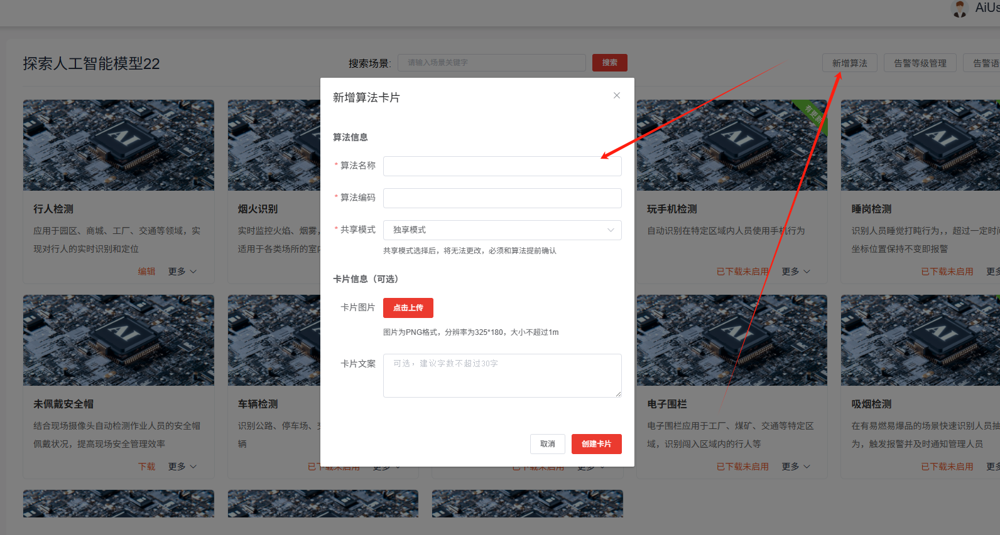 AiUs
探索人工智能模型22
搜索场景:
请输入场景关键字
搜索
新增算法
告警等级管理
告警语
新增算法卡片
算法信息
* 算法名称
* 算法编码
* 共享模式
独享模式
共享模式选择后，将无法更改，必须和算法提前确认
卡片信息（可选）
卡片图片
点击上传
图片为PNG格式，分辨率为325*180，大小不超过1m
卡片文案
可选，建议字数不超过30字
取消
创建卡片
AI
AI
有更新
AI
行人检测
应用于园区、商城、工厂、交通等领域，实
现对行人的实时识别和定位
编辑 更多
烟火识别
实时监控火焰、烟雾，
适用于各类场所的室内
玩手机检测
自动识别在特定区域内人员使用手机行为
已下载未启用 更多
睡岗检测
识别人员睡觉打盹行为,，超过一定时间
坐标位置保持不变即报警
已下载未启用 更多
AI
AI
AI
未佩戴安全帽
结合现场摄像头自动检测作业人员的安全帽
佩戴状况，提高现场安全管理效率
下载 更多
车辆检测
识别公路、停车场、
辆
已下载未启用 更多
已下载未启用 更多
电子围栏
电子围栏应用于工厂、煤矿、交通等特定区
域，识别闯入区域内的行人等
已下载未启用 更多
吸烟检测
在有易燃易爆品的场景快速识别人员抽
为，触发报警并及时通知管理人员
已下载未启用 更多